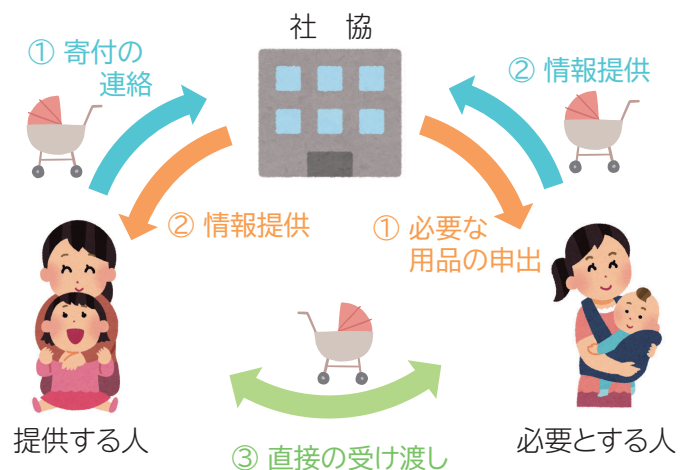 社　協
① 寄付の
連絡
② 情報提供
② 情報提供
① 必要な
用品の申出
提供する人
必要とする人
③ 直接の受け渡し